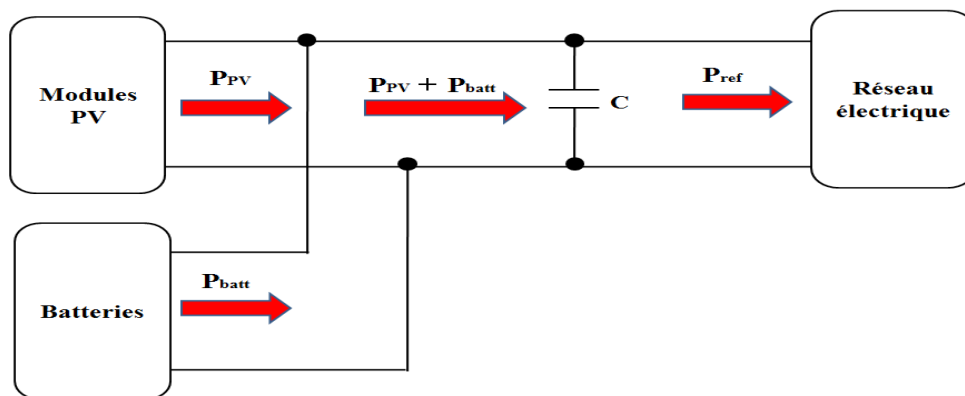 Modules
PV
PPV
PPV + Pbatt
C
Pref
Réseau
électrique
Batteries
Pbatt